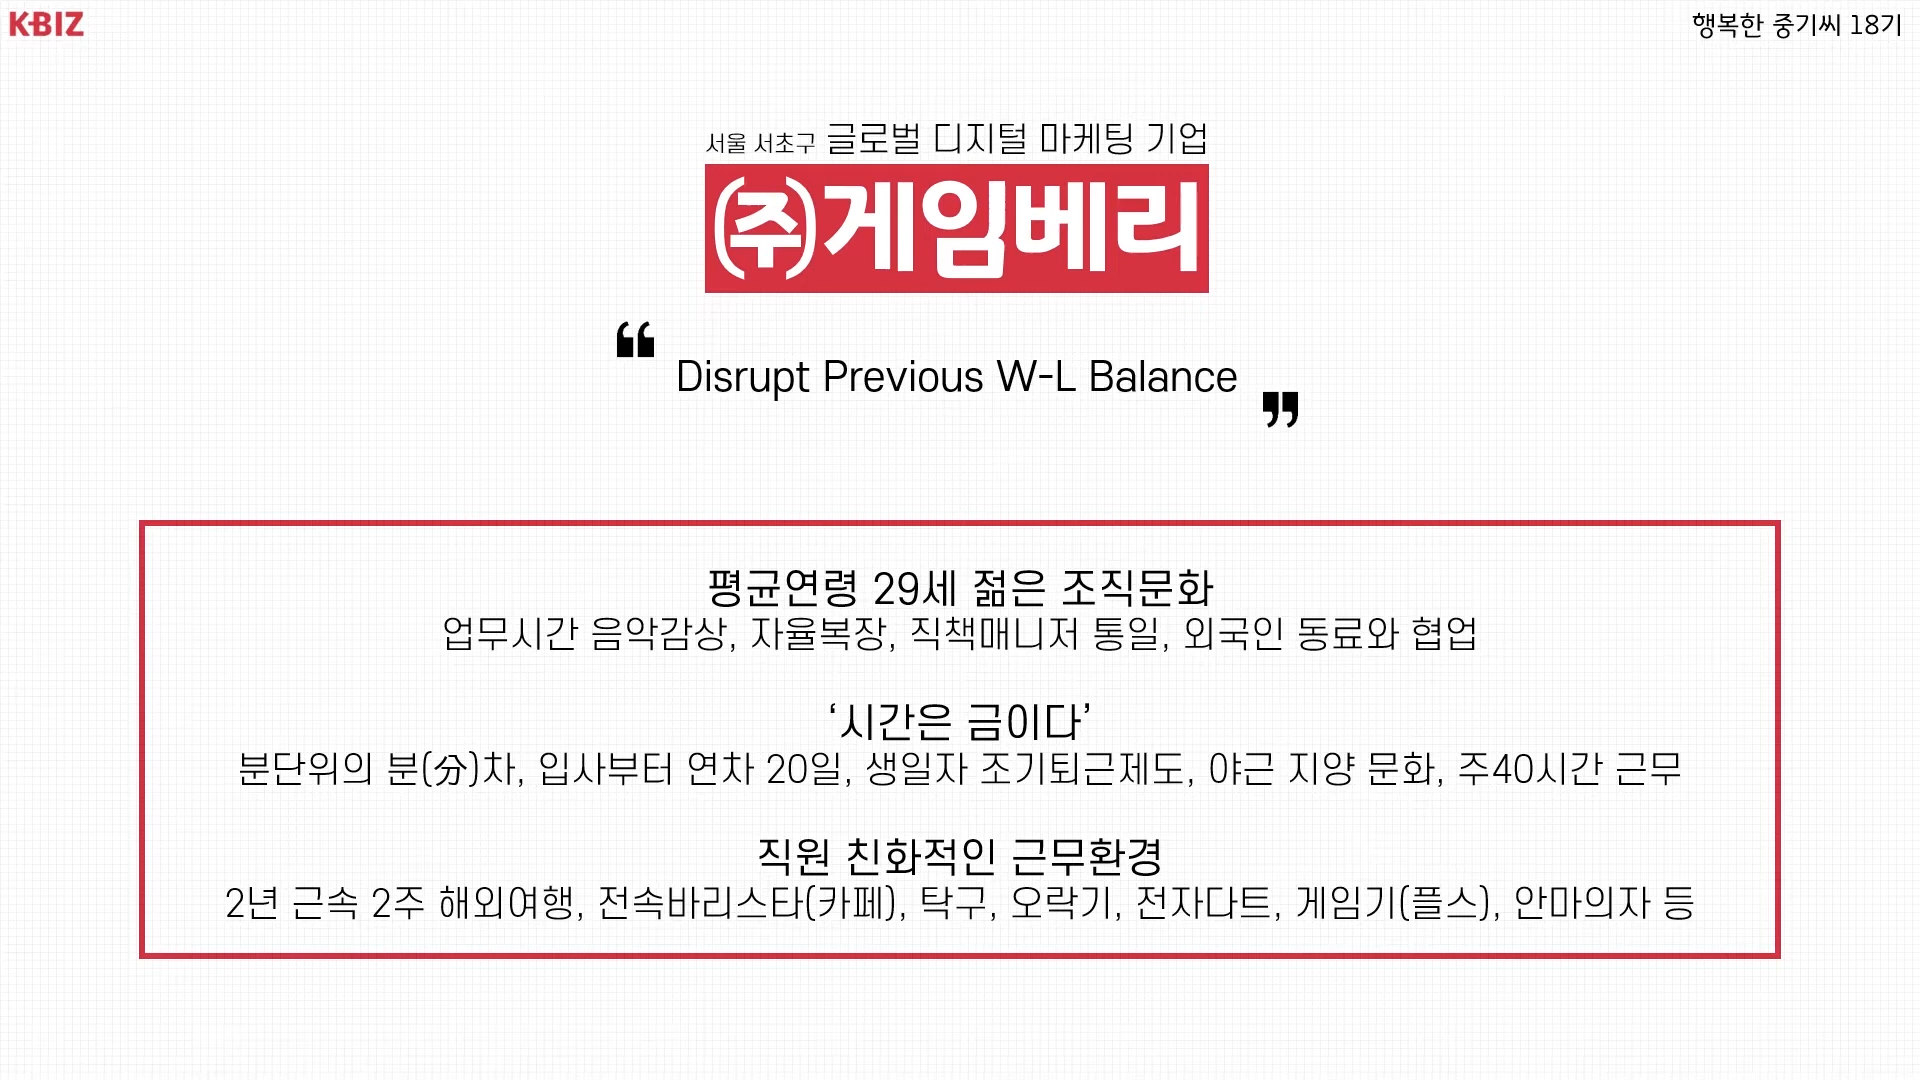 K-BIZ
행복한 중기씨 18기
서울 서초구 글로벌 디지털 마케팅 기업
㈜게임베리
“Disrupt Previous W-L Balance”
평균연령 29세 젊은 조직문화
업무시간 음악감상, 자율복장, 직책매니저 통일, 외국인 동료와 협업
‘시간은 금이다’
분단위의 분(分)차, 입사부터 연차 20일, 생일자 조기퇴근제도, 야근 지양 문화, 주40시간 근무
직원 친화적인 근무환경
2년 근속 2주 해외여행, 전속바리스타(카페), 탁구, 오락기, 전자다트, 게임기(플스), 안마의자 등